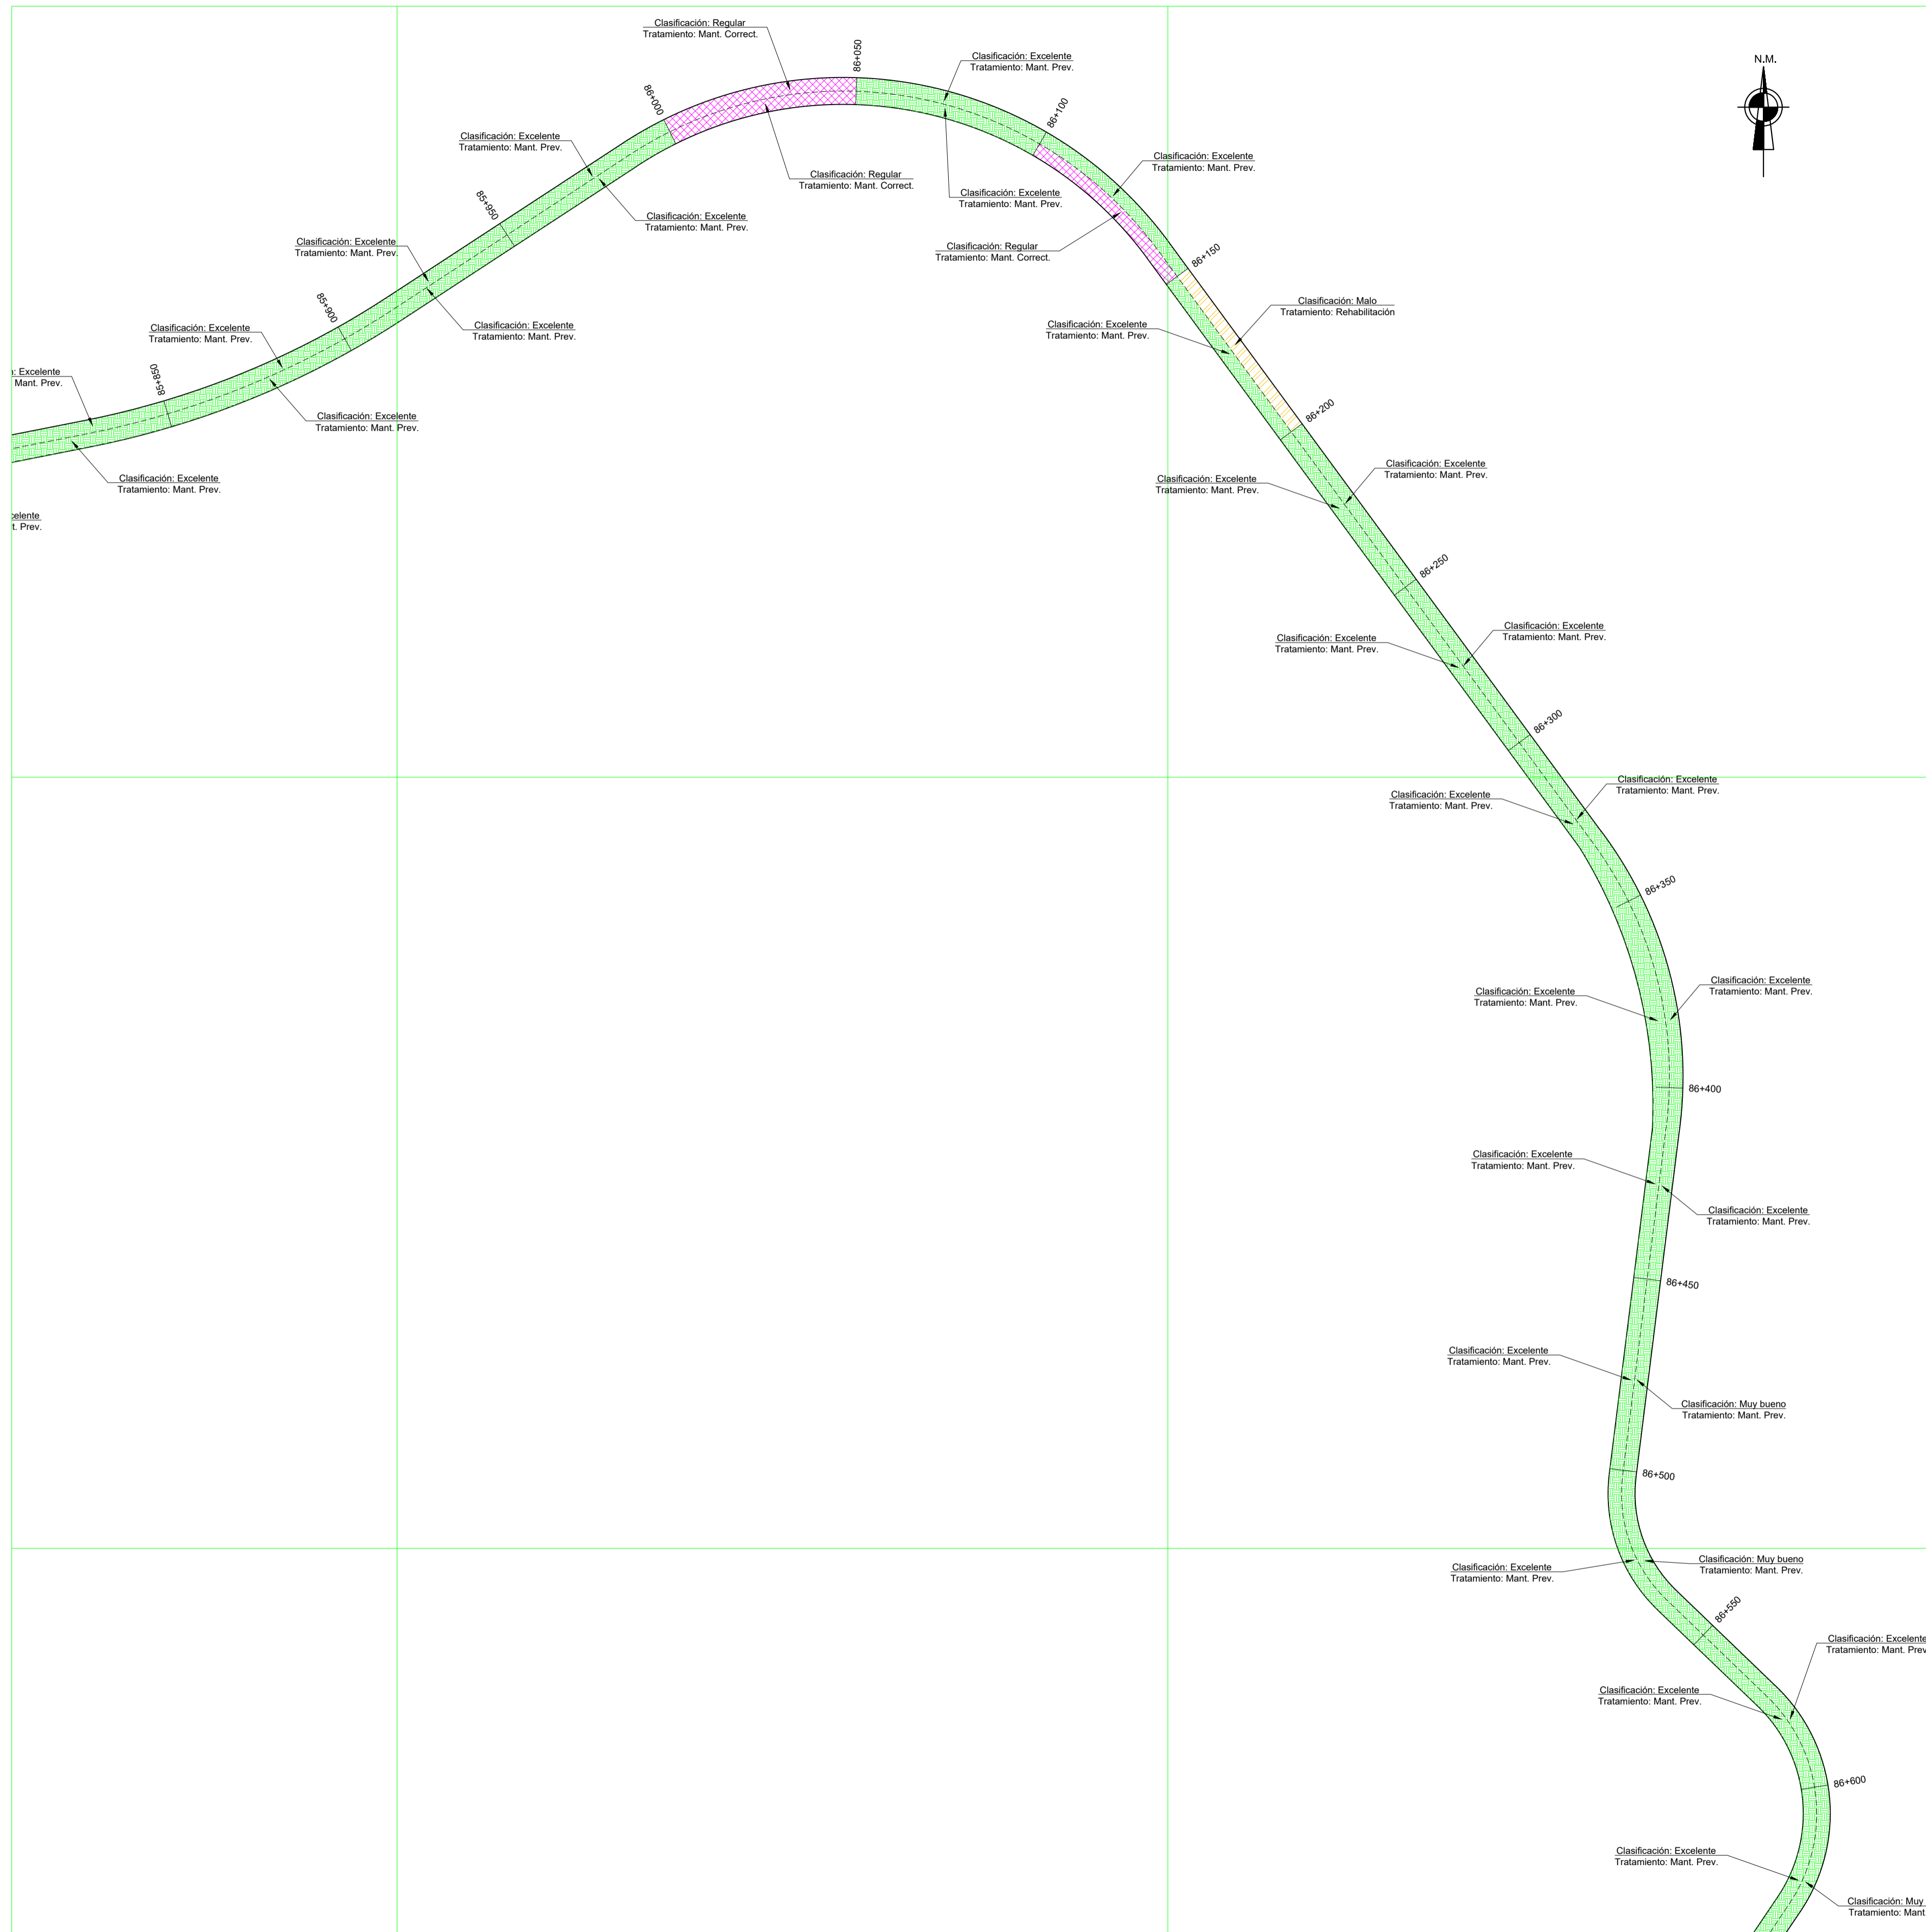 Clasificación: Regular
Tratamiento: Mant. Correct.
86+050
Clasificación: Excelente
Tratamiento: Mant. Prev.
N.M.
86+000
86+100
Clasificación: Excelente
Tratamiento: Mant. Prev.
Clasificación: Excelente
Tratamiento: Mant. Prev.
Clasificación: Regular
Tratamiento: Mant. Correct.
Clasificación: Excelente
Tratamiento: Mant. Prev.
85+950
Clasificación: Excelente
Tratamiento: Mant. Prev.
Clasificación: Excelente
Tratamiento: Mant. Prev.
Clasificación: Regular
Tratamiento: Mant. Correct.
86+150
85+900
Clasificación: Malo
Tratamiento: Rehabilitación
Clasificación: Excelente
Tratamiento: Mant. Prev.
Clasificación: Excelente
Tratamiento: Mant. Prev.
Clasificación: Excelente
Tratamiento: Mant. Prev.
: Excelente
Mant. Prev.
85+850
Clasificación: Excelente
Tratamiento: Mant. Prev.
86+200
Clasificación: Excelente
Tratamiento: Mant. Prev.
Clasificación: Excelente
Tratamiento: Mant. Prev.
Clasificación: Excelente
Tratamiento: Mant. Prev.
celente
t. Prev.
86+250
Clasificación: Excelente
Tratamiento: Mant. Prev.
Clasificación: Excelente
Tratamiento: Mant. Prev.
86+300
Clasificación: Excelente
Tratamiento: Mant. Prev.
Clasificación: Excelente
Tratamiento: Mant. Prev.
86+350
Clasificación: Excelente
Tratamiento: Mant. Prev.
Clasificación: Excelente
Tratamiento: Mant. Prev.
86+400
Clasificación: Excelente
Tratamiento: Mant. Prev.
Clasificación: Excelente
Tratamiento: Mant. Prev.
86+450
Clasificación: Excelente
Tratamiento: Mant. Prev.
Clasificación: Muy bueno
Tratamiento: Mant. Prev.
86+500
Clasificación: Excelente
Tratamiento: Mant. Prev.
Clasificación: Muy bueno
Tratamiento: Mant. Prev.
86+550
Clasificación: Excelente
Tratamiento: Mant. Prev
Clasificación: Excelente
Tratamiento: Mant. Prev.
86+600
Clasificación: Excelente
Tratamiento: Mant. Prev.
Clasificación: Muy
Tratamiento: Mant